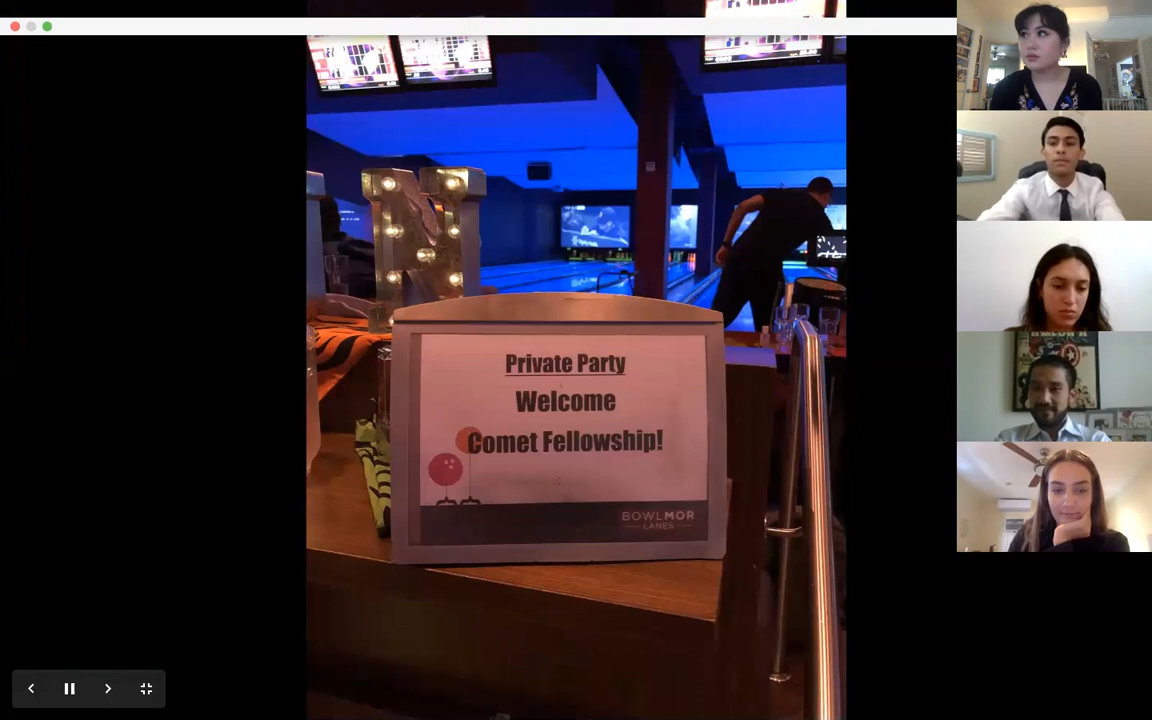 N
Private Party
Welcome
Comet Fellowship!
BOWLMOR
LANES